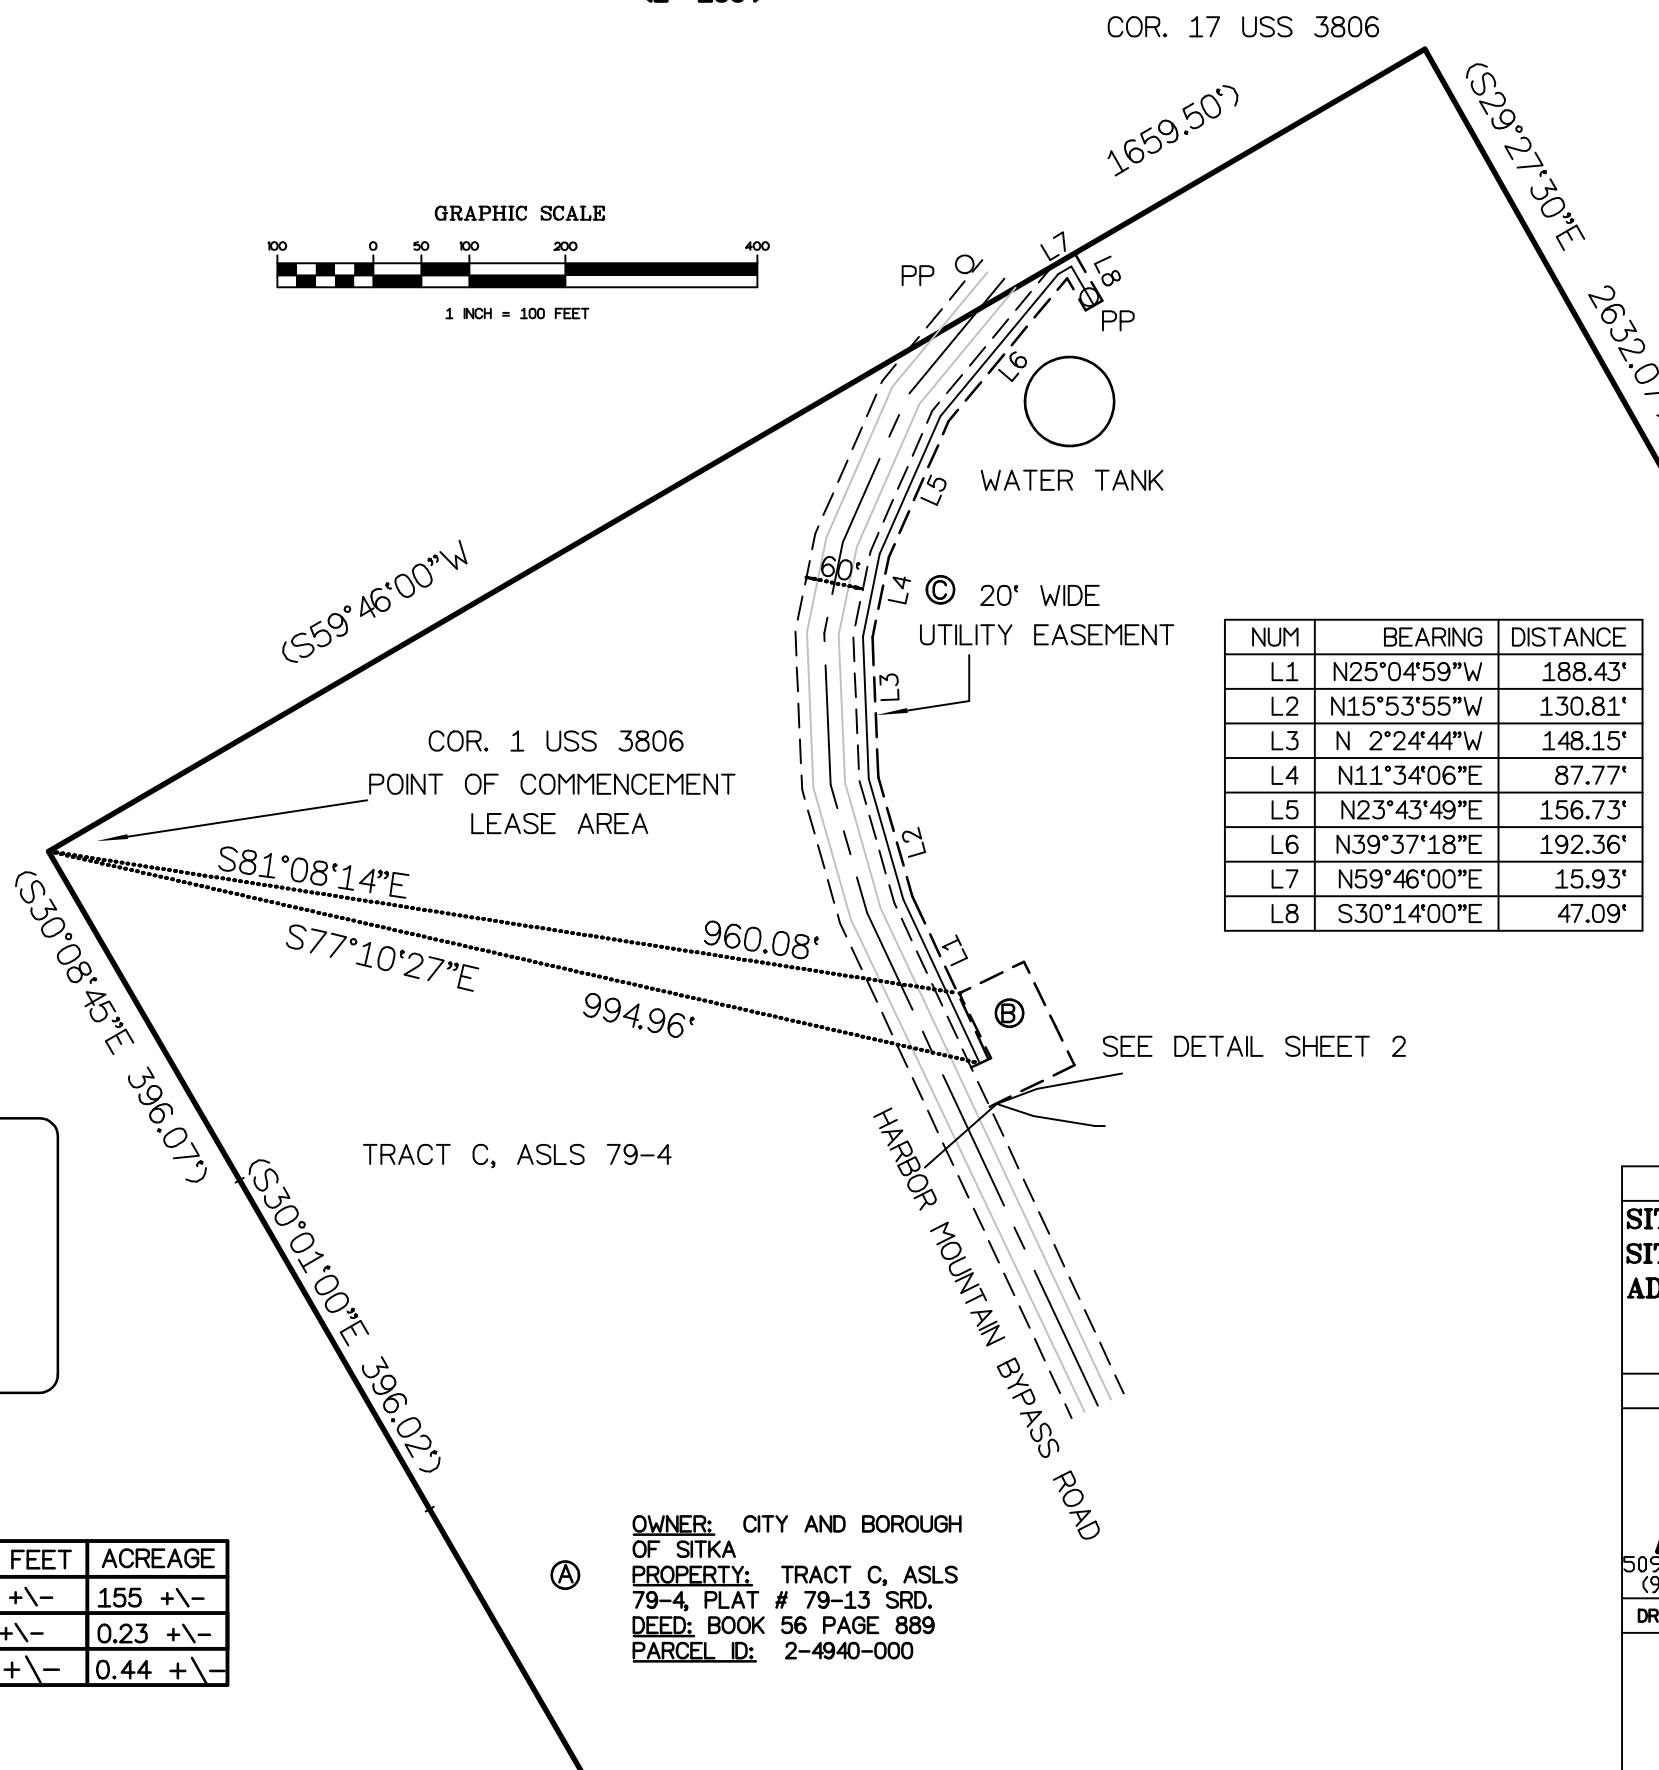 COR. 17 USS 3806
1659.50')
(S29°27'30"E
2632.07'
GRAPHIC SCALE
100 0 50 100 200 400
1 INCH = 100 FEET
PP
L7
L8
PP
L6
WATER TANK
L5
(S59°46'00"W
60'
L4
© 20' WIDE
UTILITY EASEMENT
L3
NUM BEARING DISTANCE
L1 N25°04'59"W 188.43'
L2 N15°53'55"W 130.81'
L3 N 2°24'44"W 148.15'
L4 N11°34'06"E 87.77'
L5 N23°43'49"E 156.73'
L6 N39°37'18"E 192.36'
L7 N59°46'00"E 15.93'
L8 S30°14'00"E 47.09'
COR. 1 USS 3806
POINT OF COMMENCEMENT
LEASE AREA
L2
S81°08'14"E 960.08'
S77°10'27"E 994.96'
L1
Ⓑ
SEE DETAIL SHEET 2
(S30°08'45"E 396.07')
TRACT C, ASLS 79-4
HARBOR MOUNTAIN BYPASS ROAD
(S30°01'00"E 396.02')
SIT
SIT
AD
509
(9
DR
FEET ACREAGE
+\- 155 +\-
+\- 0.23 +\-
+\- 0.44 +\-
Ⓐ
OWNER: CITY AND BOROUGH
OF SITKA
PROPERTY: TRACT C, ASLS
79-4, PLAT # 79-13 SRD.
DEED: BOOK 56 PAGE 889
PARCEL ID: 2-4940-000